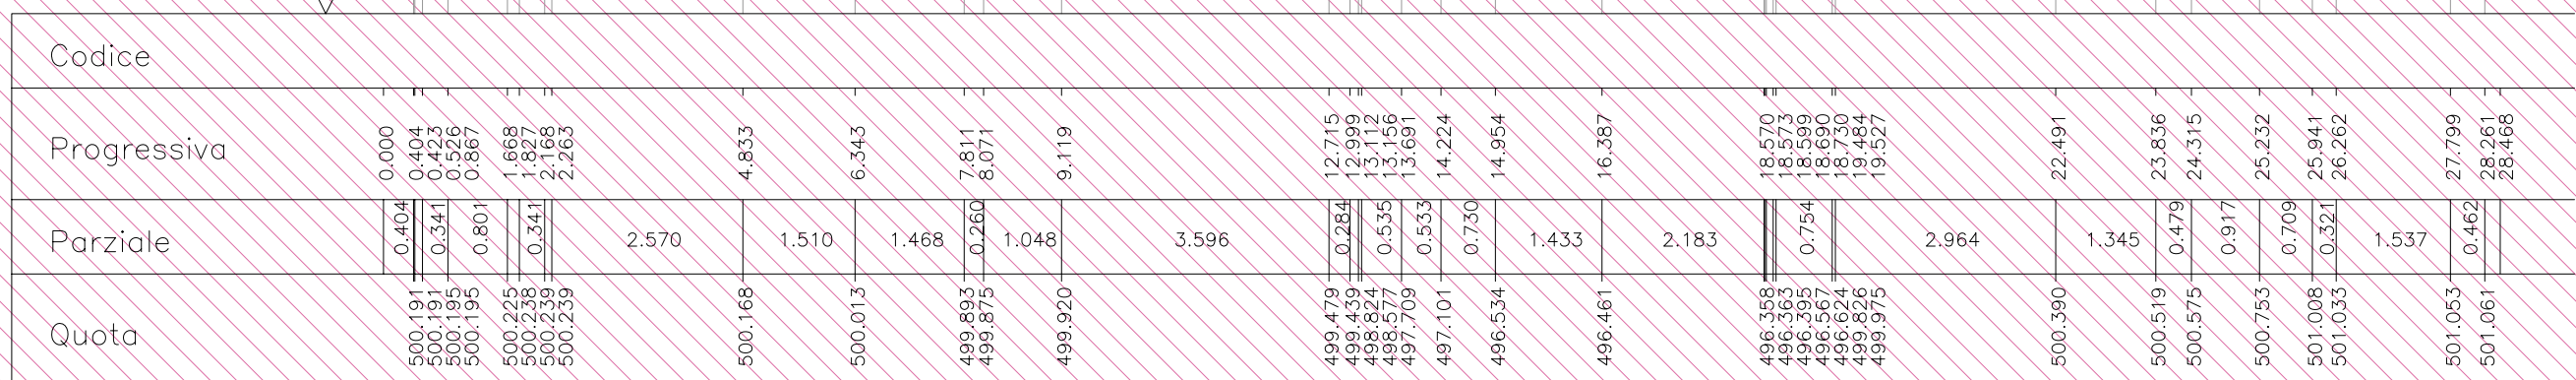 Codice
Progressiva 0.000 0.404 0.423 0.526 0.867 1.668 1.827 2.168 2.263 4.833 6.343 7.811 8.071 9.119 12.715 12.999 13.112 13.156 13.691 14.224 14.954 16.387 18.570 18.573 18.599 18.690 18.730 19.484 19.527 22.491 23.836 24.315 25.232 25.941 26.262 27.799 28.261 28.468
Parziale 0.404 0.341 0.801 0.341 2.570 1.510 1.468 0.260 1.048 3.596 0.284 0.535 0.533 0.730 1.433 2.183 0.754 2.964 1.345 0.479 0.917 0.709 0.321 1.537 0.462
Quota 500.191 500.191 500.195 500.195 500.225 500.238 500.239 500.239 500.168 500.013 499.893 499.875 499.920 499.479 499.439 498.824 498.577 497.709 497.101 496.534 496.461 496.358 496.363 496.395 496.567 496.624 499.826 499.975 500.390 500.519 500.575 500.753 501.008 501.033 501.053 501.061